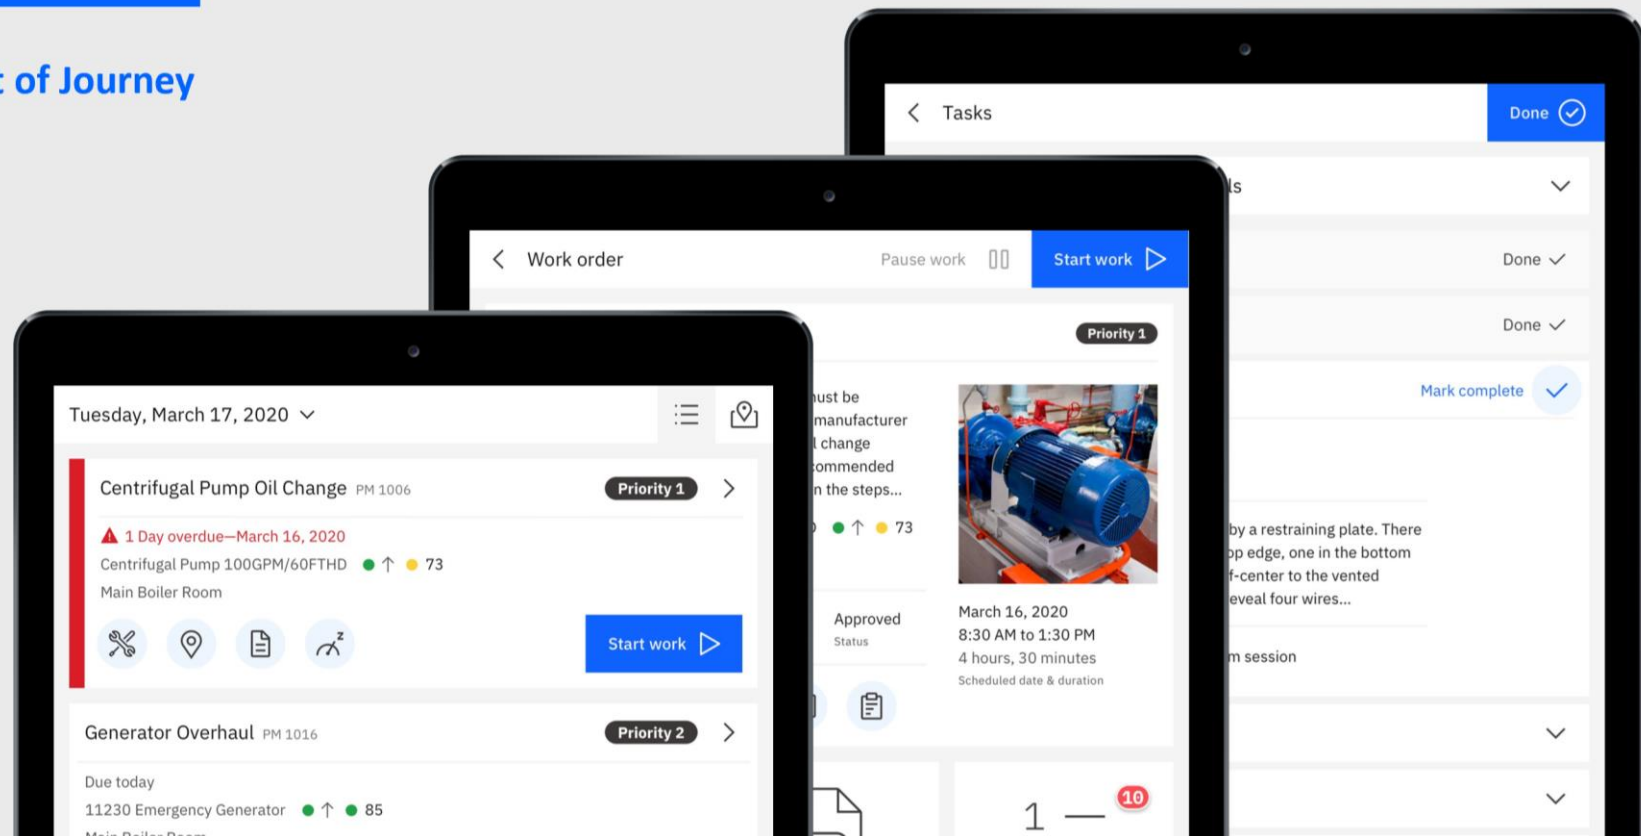 of Journey
Tasks
Done
Done
Done
Mark complete
by a restraining plate. There
edge, one in the bottom
to the vented
four wires...
session
Work order
Pause work
Start work
Priority 1
must be
manufacturer
change
n the steps...
73
Approved
Status
March 16, 2020
8:30 AM to 1:30 PM
4 hours, 30 minutes
Scheduled date & duration
1 —
10
Tuesday, March 17, 2020
Centrifugal Pump Oil Change PM 1006
Priority 1
1 Day overdue—March 16, 2020
Centrifugal Pump 100GPM/60FTHD 73
Main Boiler Room
z
Start work
Generator Overhaul PM 1016
Priority 2
Due today
11230 Emergency Generator 85
Main Boiler Room